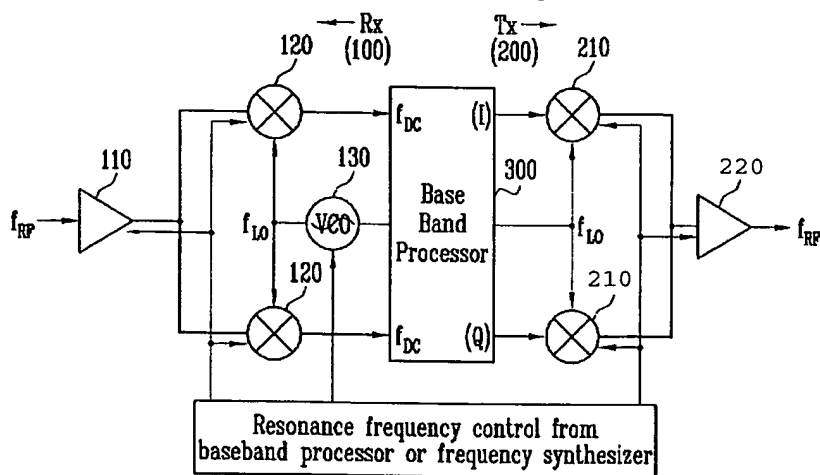 Rx
(100)
Tx
(200)
120
210
110
130
300
220
f_RF
f_DC
(I)
VCO
Base
Band
Processor
f_LO
f_LO
f_RF
120
210
f_DC
(Q)
Resonance frequency control from
baseband processor or frequency synthesizer